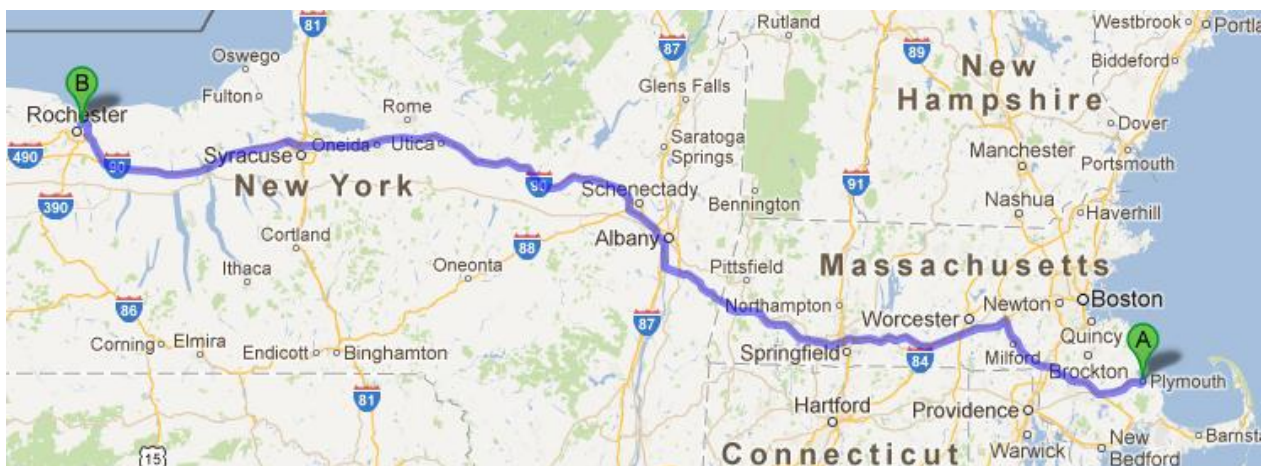 81
87
Rutland
Westbrook
Portla
Oswego
89
New
Hampshire
Biddeford
B
Fulton
Rome
Glens Falls
Rochester
Dover
490
90
Syracuse
Oneida
Utica
Saratoga
Springs
Manchester
Portsmouth
New York
90
Schenectady
Bennington
91
Nashua
Haverhill
390
Cortland
88
Albany
Ithaca
Oneonta
Pittsfield
Massachusetts
86
Northampton
Newton
Boston
Corning
Elmira
Endicott
Binghamton
87
Worcester
Quincy
A
Springfield
84
Milford
Brockton
Plymouth
81
Hartford
Providence
15
Connecticut
Warwick
New
Bedford
Barnsta